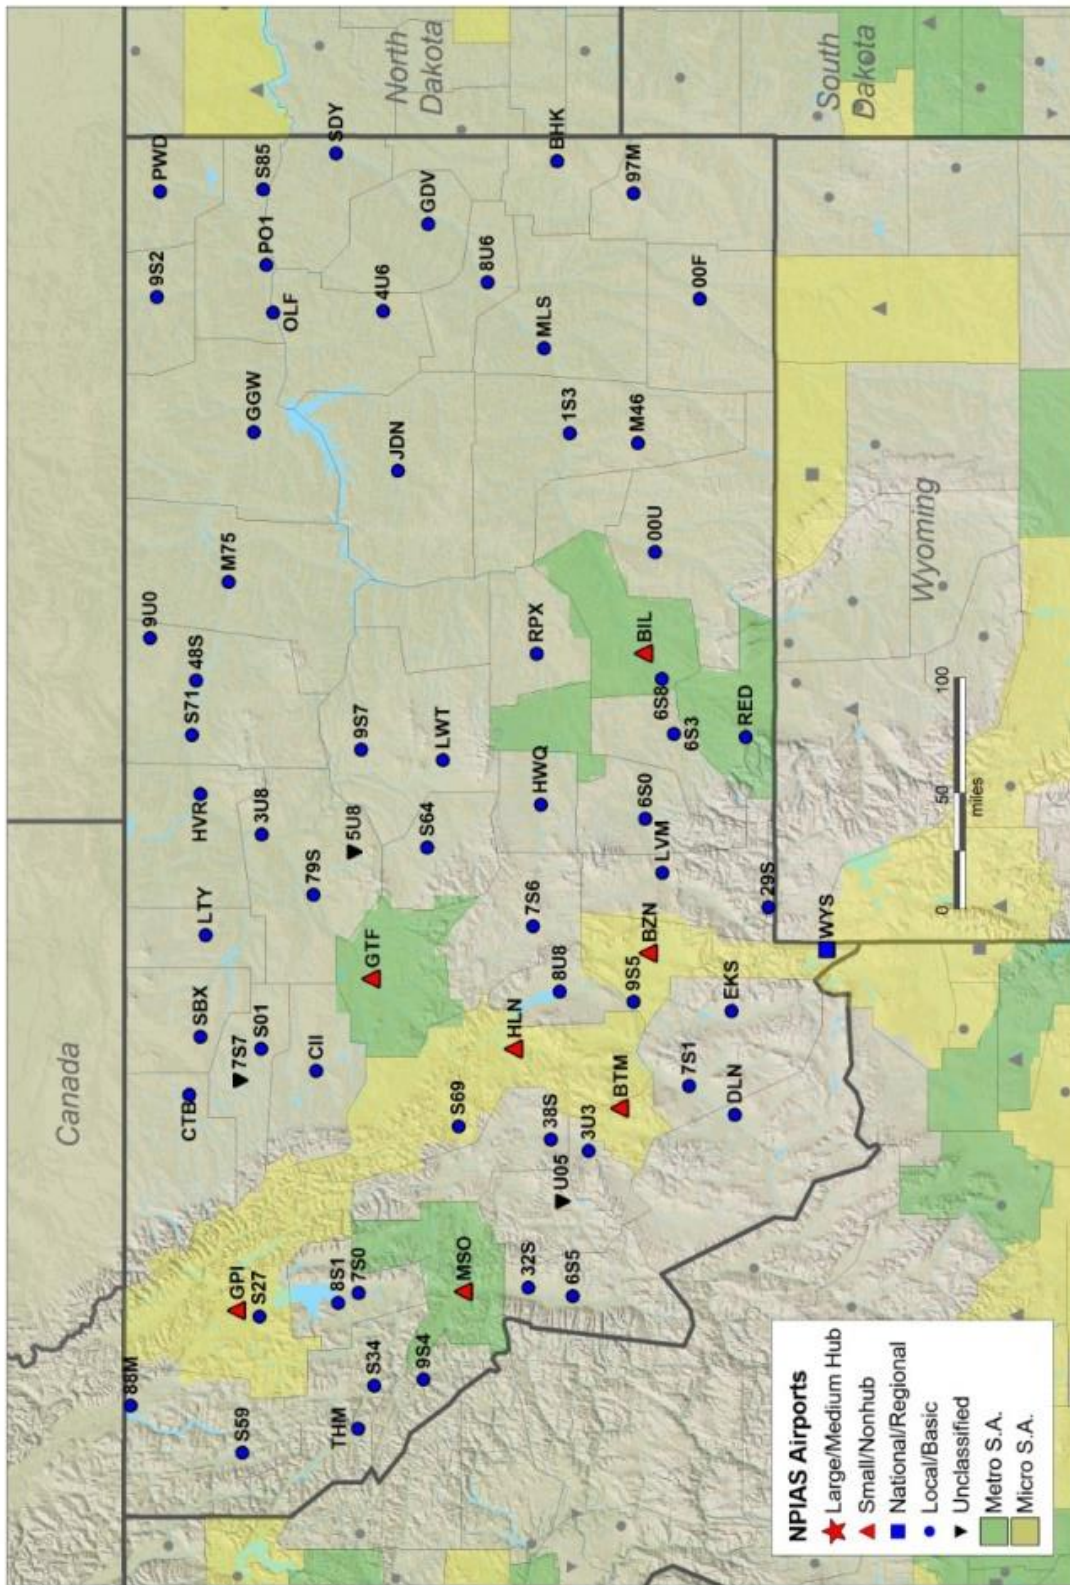 Canada
88M
9U0
9S2
PWD
CTB
SBX
LTY
HVR
S71
48S
M75
S59
GPI
S27
7S7
S01
3U8
GGW
OLF
PO1
S85
CII
79S
8S1
7S0
THM
S34
5U8
9S7
GTF
JDN
4U6
SDY
North
Dakota
9S4
S69
S64
LWT
GDV
MSO
8U6
HLN
32S
7S6
HWQ
RPX
MLS
BHK
38S
U05
8U8
6S5
3U3
1S3
BTM
9S5
BZN
6S0
BIL
M46
97M
LVM
6S8
00U
6S3
7S1
00F
DLN
EKS
RED
29S
WYS
South
Dakota
Wyoming
NPIAS Airports
Large/Medium Hub
Small/Nonhub
National/Regional
Local/Basic
Unclassified
Metro S.A.
Micro S.A.
0 50 100
miles